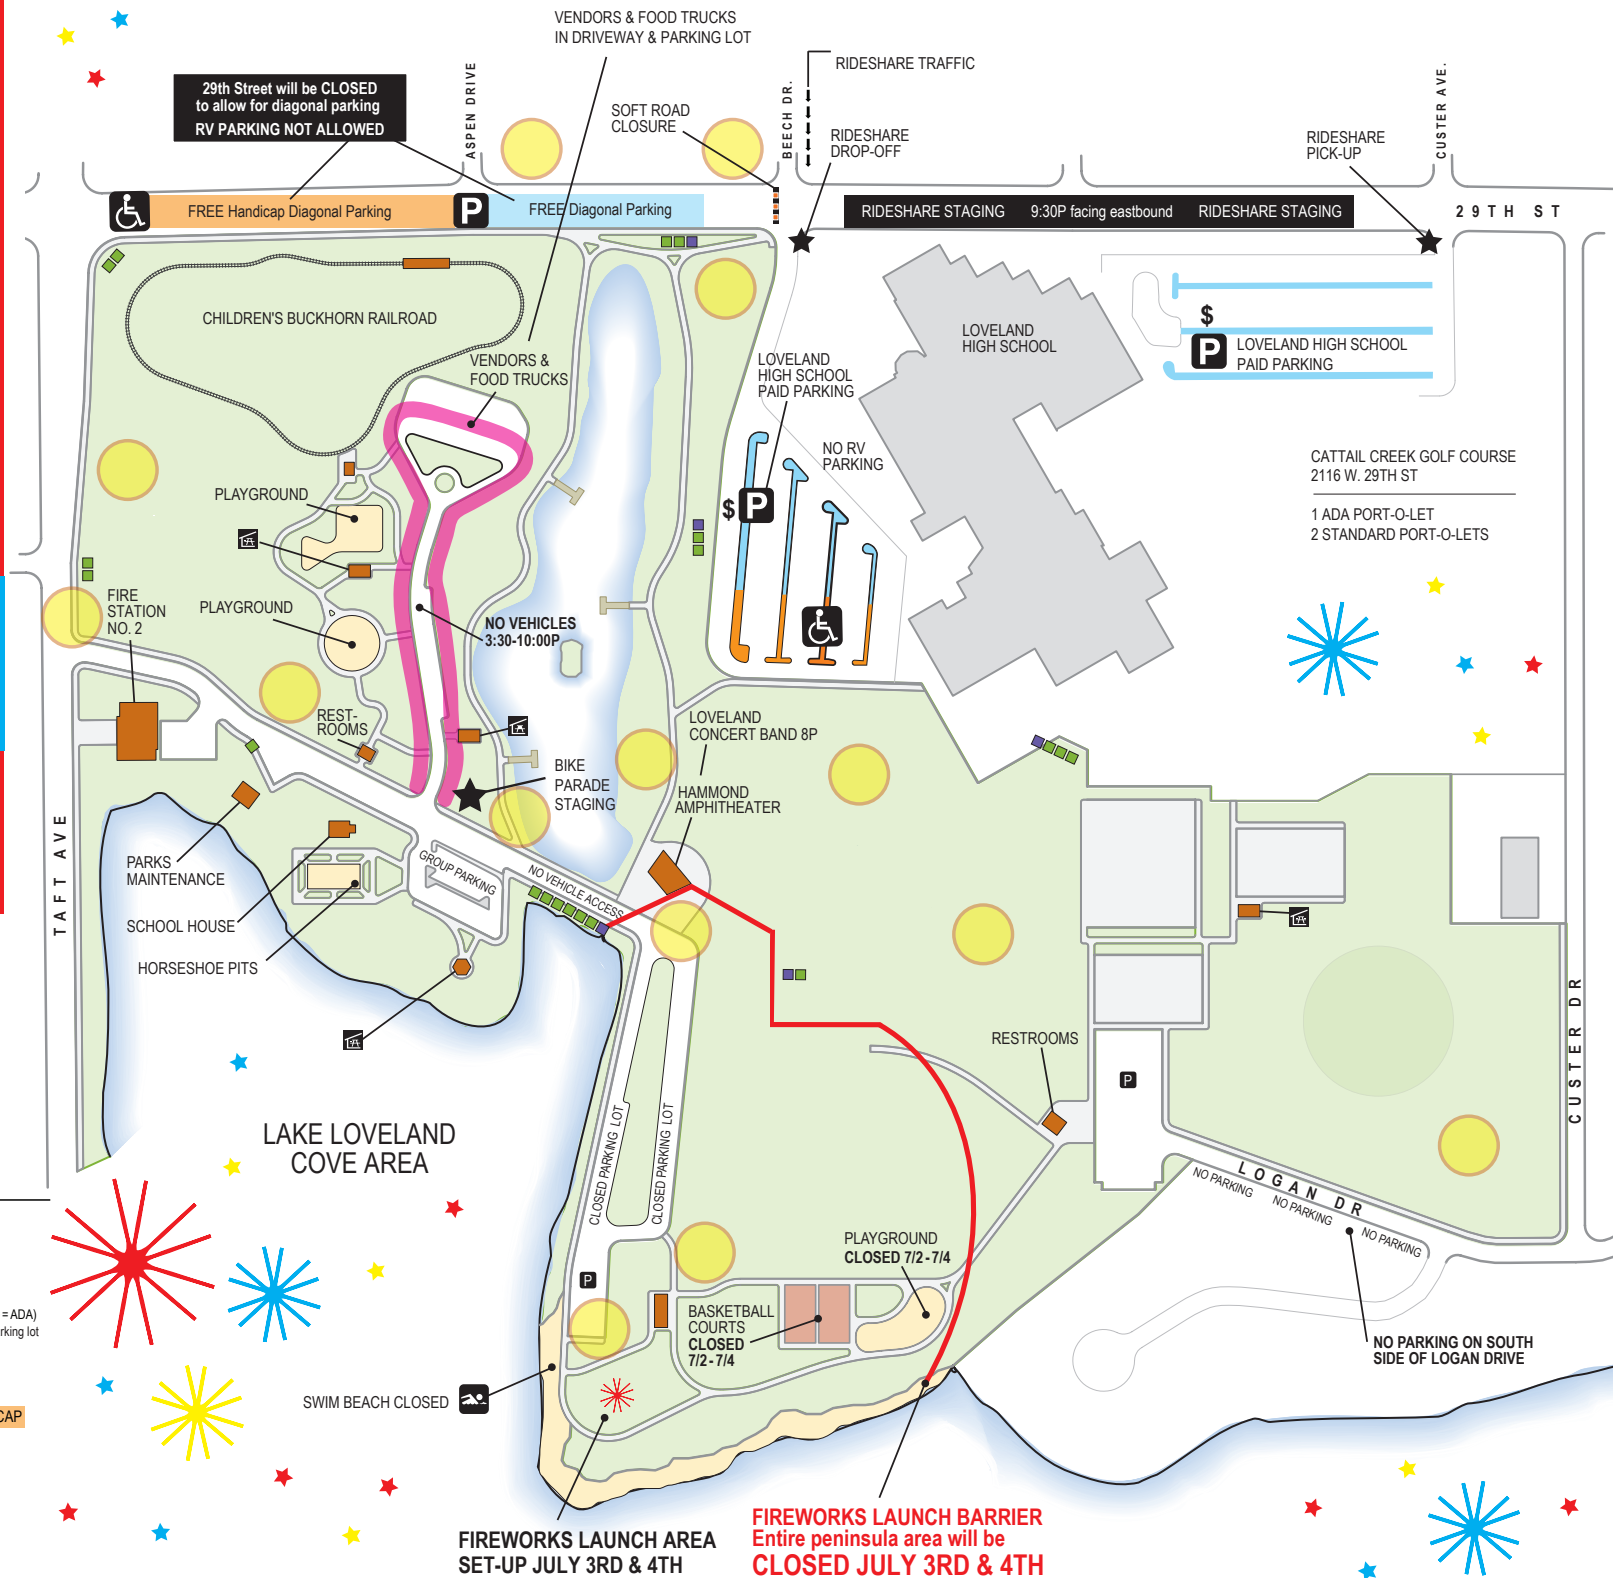 VENDORS & FOOD TRUCKS
IN DRIVEWAY & PARKING LOT
RIDESHARE TRAFFIC
29th Street will be CLOSED
to allow for diagonal parking
RV PARKING NOT ALLOWED
ASPEN DRIVE
SOFT ROAD
CLOSURE
BEECH DR.
RIDESHARE
DROP-OFF
RIDESHARE
PICK-UP
CUSTER AVE.
FREE Handicap Diagonal Parking
P
FREE Diagonal Parking
RIDESHARE STAGING 9:30P facing eastbound RIDESHARE STAGING
29TH ST
CHILDREN'S BUCKHORN RAILROAD
VENDORS &
FOOD TRUCKS
LOVELAND
HIGH SCHOOL
PAID PARKING
LOVELAND
HIGH SCHOOL
$
P
LOVELAND HIGH SCHOOL
PAID PARKING
NO RV
PARKING
$
P
CATTAIL CREEK GOLF COURSE
2116 W. 29TH ST
1 ADA PORT-O-LET
2 STANDARD PORT-O-LETS
PLAYGROUND
FIRE
STATION
NO. 2
PLAYGROUND
NO VEHICLES
3:30-10:00P
REST-
ROOMS
LOVELAND
CONCERT BAND 8P
BIKE
PARADE
STAGING
HAMMOND
AMPHITHEATER
TAFT AVE
PARKS
MAINTENANCE
GROUP PARKING
NO VEHICLE ACCESS
SCHOOL HOUSE
HORSESHOE PITS
RESTROOMS
P
CUSTER DR
LAKE LOVELAND
COVE AREA
CLOSED PARKING LOT
CLOSED PARKING LOT
LOGAN DR
NO PARKING
NO PARKING
NO PARKING
PLAYGROUND
CLOSED 7/2-7/4
P
BASKETBALL
COURTS
CLOSED
7/2-7/4
= ADA)
rking lot
NO PARKING ON SOUTH
SIDE OF LOGAN DRIVE
CAP
SWIM BEACH CLOSED
FIREWORKS LAUNCH AREA
SET-UP JULY 3RD & 4TH
FIREWORKS LAUNCH BARRIER
Entire peninsula area will be
CLOSED JULY 3RD & 4TH